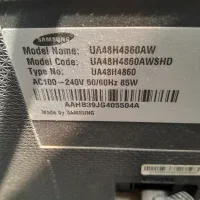 SAMSUNG
Model Name: UA48H4860AW
Model Code: UA48H4860AWSHD
Type No: UA48H4860
AC100-240V 50/60Hz 85W
AAHB39JG405504A
Made by SAMSUNG